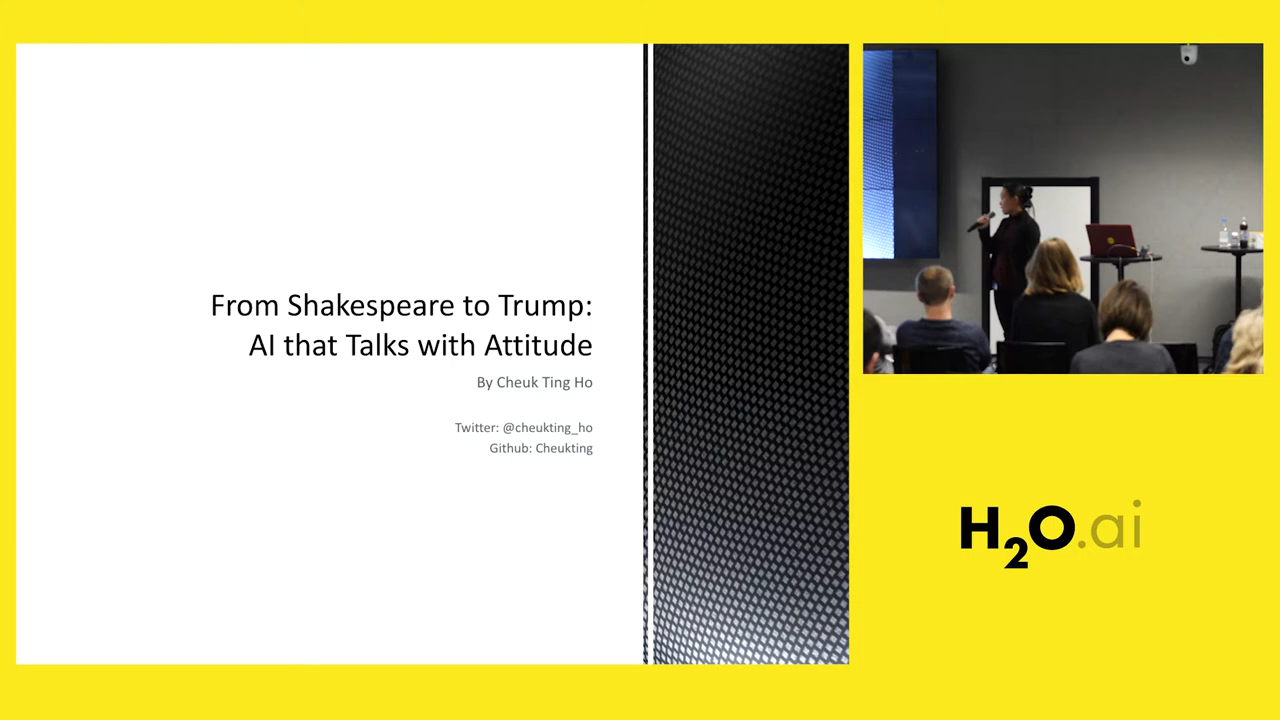 From Shakespeare to Trump:
AI that Talks with Attitude
By Cheuk Ting Ho
Twitter: @cheukting_ho
Github: Cheukting
H2O.ai